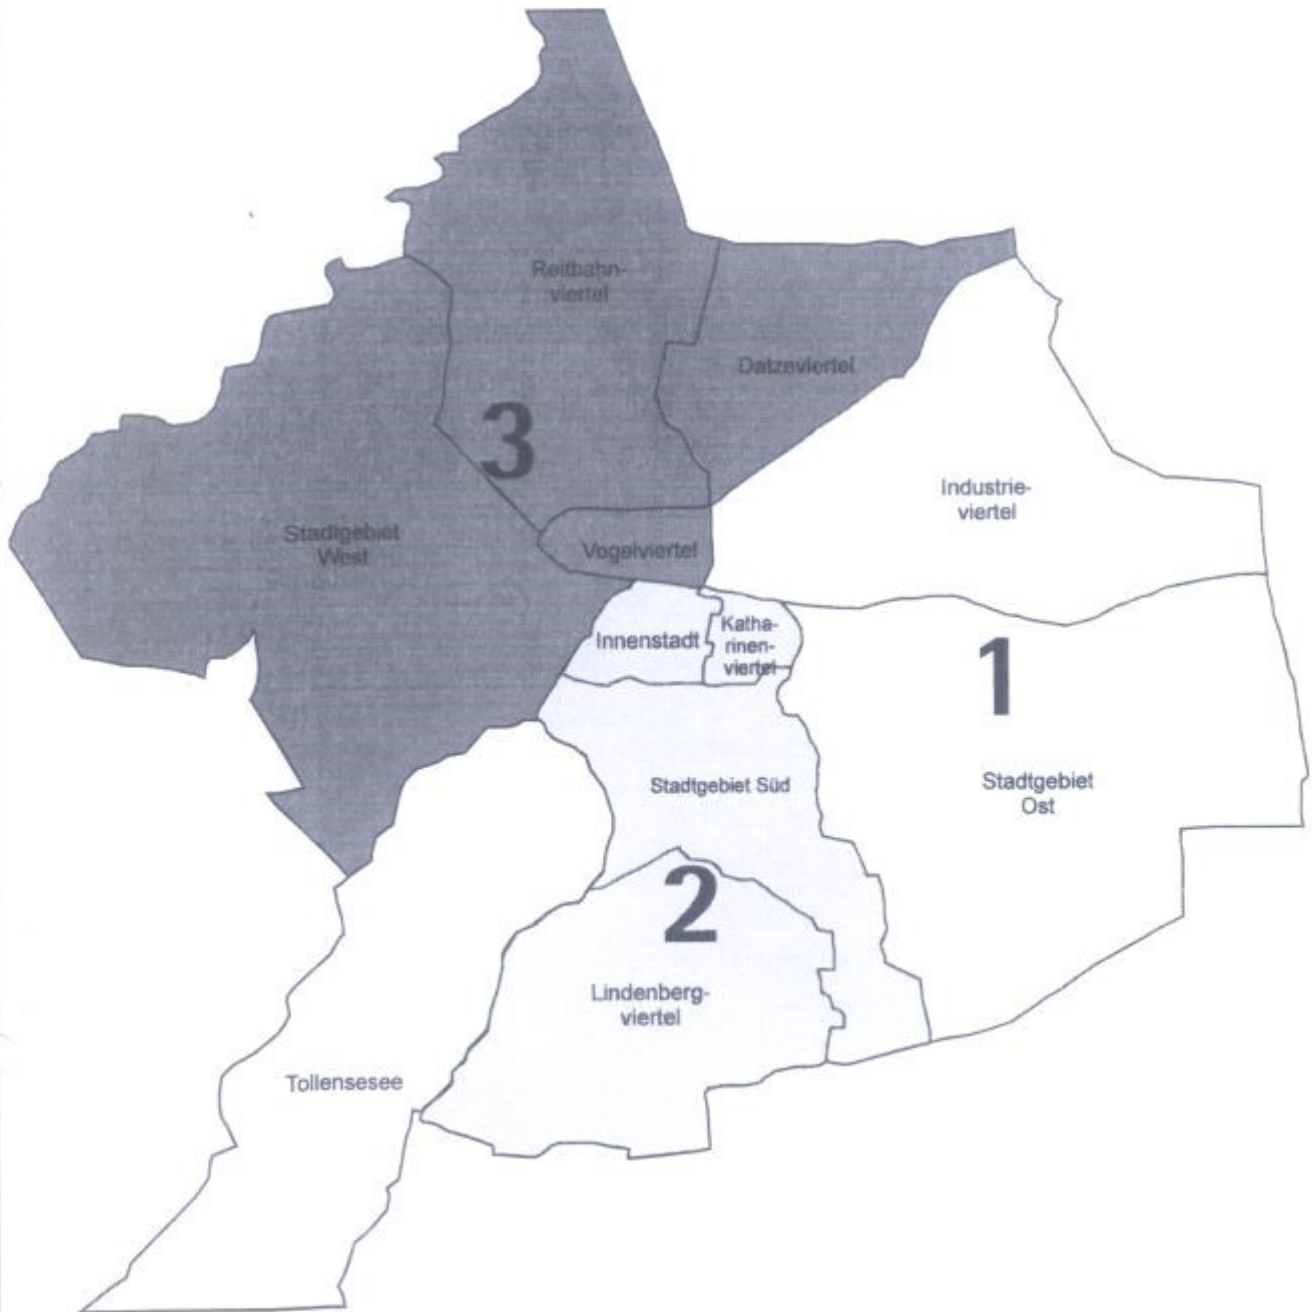 Reitbahn-
viertel
Datzeviertel
3
Industrie-
viertel
Stadtgebiet
West
Vogelviertel
Innenstadt
Katha-
rinen-
viertel
1
Stadtgebiet Süd
Stadtgebiet
Ost
2
Lindenberg-
viertel
Tollensesee